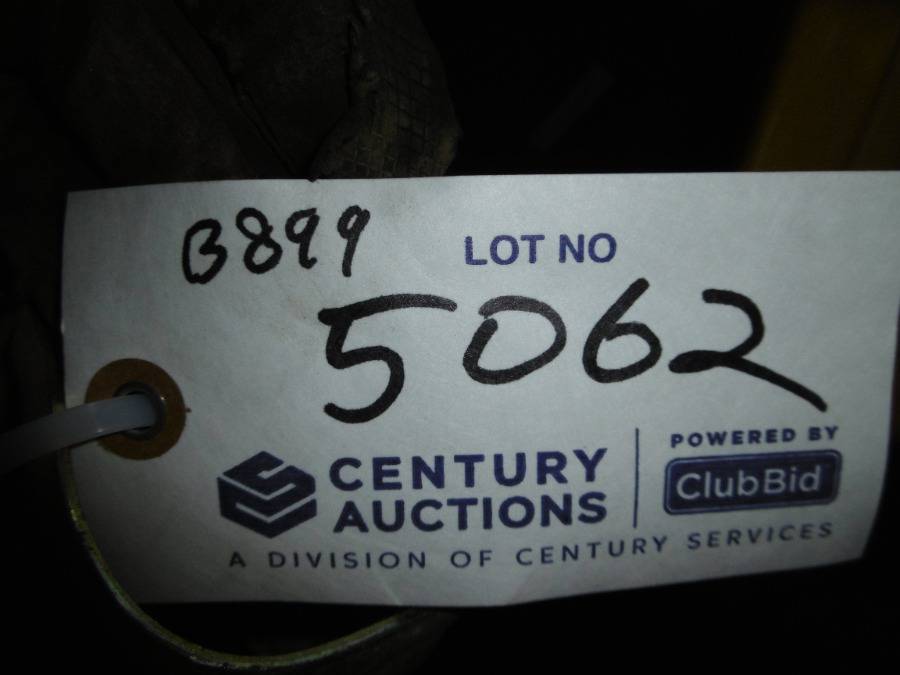 B899 LOT NO
5062
CENTURY
AUCTIONS
POWERED BY
ClubBid
A DIVISION OF CENTURY SERVICES